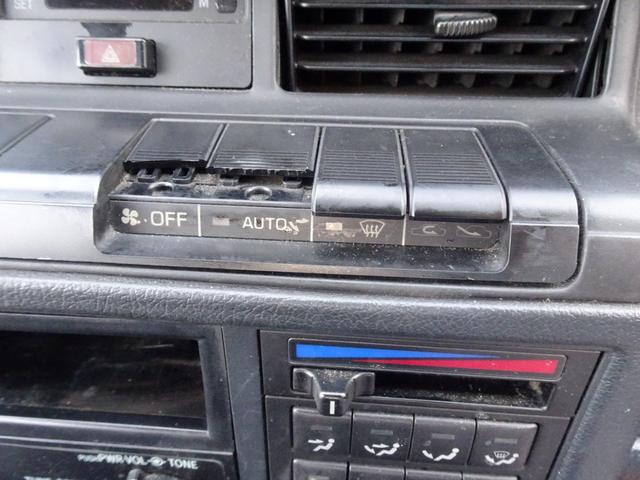 SET M
OFF AUTO
PUSH PWR/VOL TONE